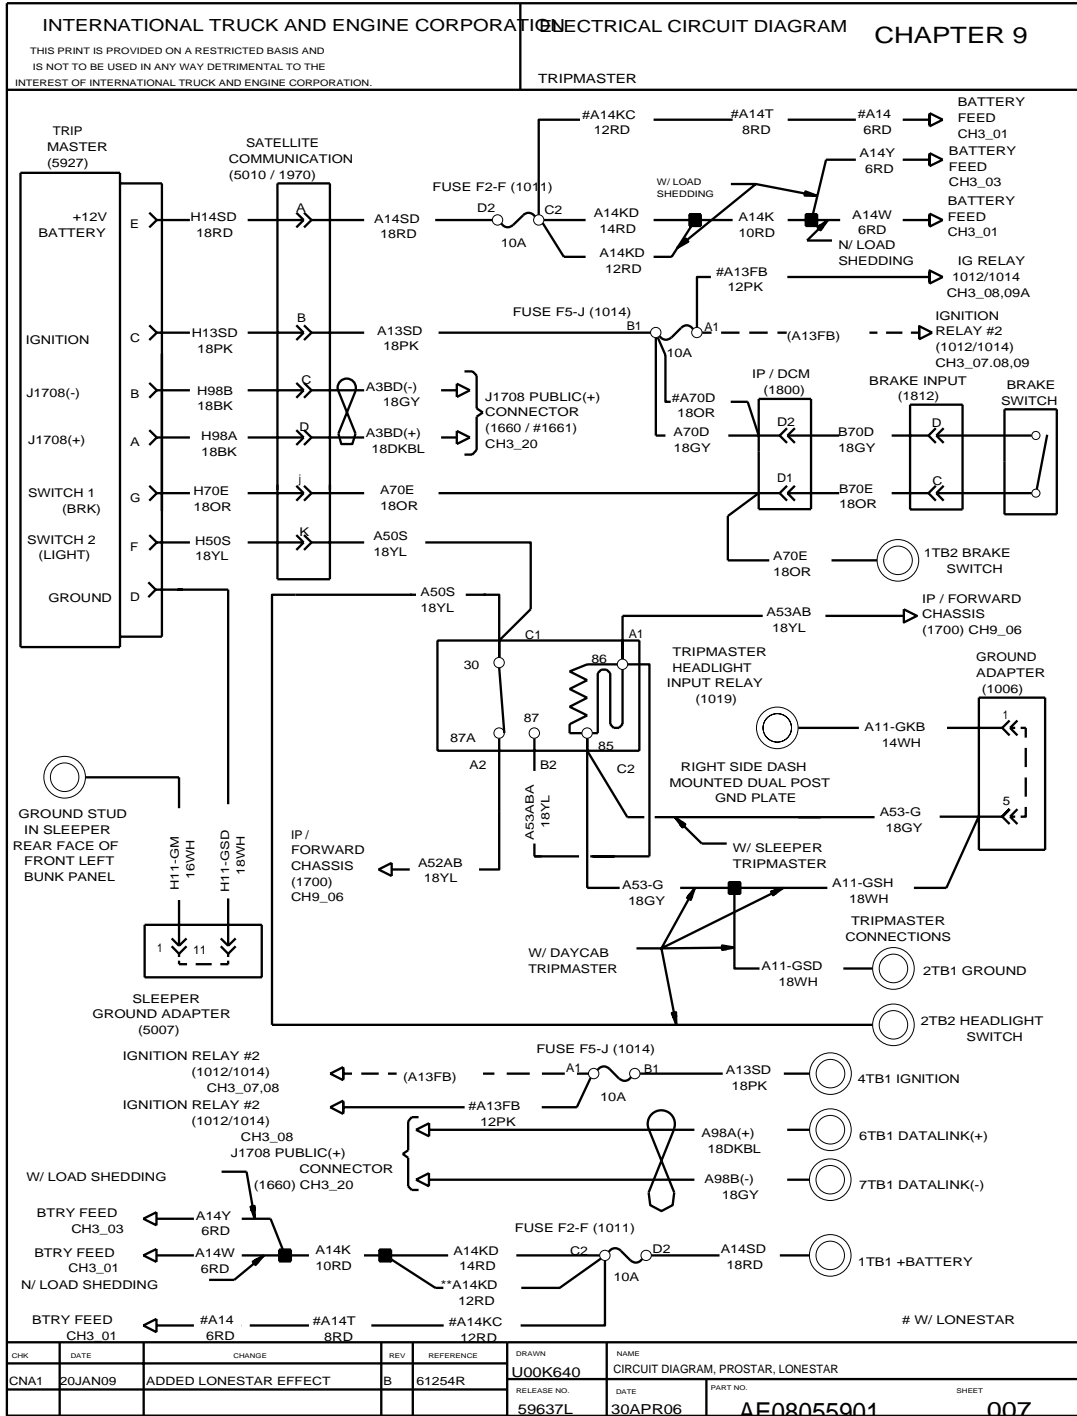 INTERNATIONAL TRUCK AND ENGINE CORPORATION
ELECTRICAL CIRCUIT DIAGRAM
CHAPTER 9
THIS PRINT IS PROVIDED ON A RESTRICTED BASIS AND
IS NOT TO BE USED IN ANY WAY DETRIMENTAL TO THE
INTEREST OF INTERNATIONAL TRUCK AND ENGINE CORPORATION.
TRIPMASTER
TRIP
MASTER
(5927)
SATELLITE
COMMUNICATION
(5010 / 1970)
#A14KC
12RD
#A14T
8RD
#A14
6RD
BATTERY
FEED
CH3_01
A14Y
6RD
BATTERY
FEED
CH3_03
FUSE F2-F (1011)
W/ LOAD
SHEDDING
+12V
BATTERY
E
H14SD
18RD
A
A14SD
18RD
D2
C2
10A
A14KD
14RD
A14KD
12RD
A14K
10RD
A14W
6RD
BATTERY
FEED
CH3_01
N/ LOAD
SHEDDING
#A13FB
12PK
IG RELAY
1012/1014
CH3_08,09A
FUSE F5-J (1014)
IGNITION
C
H13SD
18PK
B
A13SD
18PK
B1
A1
10A
(A13FB)
IGNITION
RELAY #2
(1012/1014)
CH3_07.08,09
J1708(-)
B
H98B
18BK
C
A3BD(-)
18GY
J1708 PUBLIC(+)
CONNECTOR
(1660 / #1661)
CH3_20
J1708(+)
A
H98A
18BK
D
A3BD(+)
18DKBL
IP / DCM
(1800)
BRAKE INPUT
(1812)
BRAKE
SWITCH
#A70D
18OR
A70D
18GY
D2
B70D
18GY
D
SWITCH 1
(BRK)
G
H70E
18OR
j
A70E
18OR
D1
B70E
18OR
C
SWITCH 2
(LIGHT)
F
H50S
18YL
K
A50S
18YL
A70E
18OR
1TB2 BRAKE
SWITCH
GROUND
D
A50S
18YL
A53AB
18YL
IP / FORWARD
CHASSIS
(1700) CH9_06
C1
A1
30
86
87
87A
85
A2
B2
C2
TRIPMASTER
HEADLIGHT
INPUT RELAY
(1019)
GROUND
ADAPTER
(1006)
A11-GKB
14WH
1
5
RIGHT SIDE DASH
MOUNTED DUAL POST
GND PLATE
A53-G
18GY
W/ SLEEPER
TRIPMASTER
A53ABA
18YL
GROUND STUD
IN SLEEPER
REAR FACE OF
FRONT LEFT
BUNK PANEL
H11-GM
16WH
H11-GSD
18WH
IP /
FORWARD
CHASSIS
(1700)
CH9_06
A52AB
18YL
A53-G
18GY
A11-GSH
18WH
TRIPMASTER
CONNECTIONS
1
11
W/ DAYCAB
TRIPMASTER
A11-GSD
18WH
2TB1 GROUND
SLEEPER
GROUND ADAPTER
(5007)
2TB2 HEADLIGHT
SWITCH
FUSE F5-J (1014)
IGNITION RELAY #2
(1012/1014)
CH3_07,08
(A13FB)
A1
B1
10A
A13SD
18PK
4TB1 IGNITION
IGNITION RELAY #2
(1012/1014)
CH3_08
#A13FB
12PK
J1708 PUBLIC(+)
CONNECTOR
(1660) CH3_20
A98A(+)
18DKBL
6TB1 DATALINK(+)
A98B(-)
18GY
7TB1 DATALINK(-)
W/ LOAD SHEDDING
BTRY FEED
CH3_03
A14Y
6RD
FUSE F2-F (1011)
BTRY FEED
CH3_01
A14W
6RD
A14K
10RD
A14KD
14RD
C2
D2
10A
A14SD
18RD
1TB1 +BATTERY
N/ LOAD SHEDDING
**A14KD
12RD
BTRY FEED
CH3_01
#A14
6RD
#A14T
8RD
#A14KC
12RD
# W/ LONESTAR
CHK
DATE
CHANGE
REV
REFERENCE
DRAWN
NAME
CNA1
20JAN09
ADDED LONESTAR EFFECT
B
61254R
U00K640
CIRCUIT DIAGRAM, PROSTAR, LONESTAR
RELEASE NO.
DATE
PART NO.
SHEET
59637L
30APR06
AE08055901
007